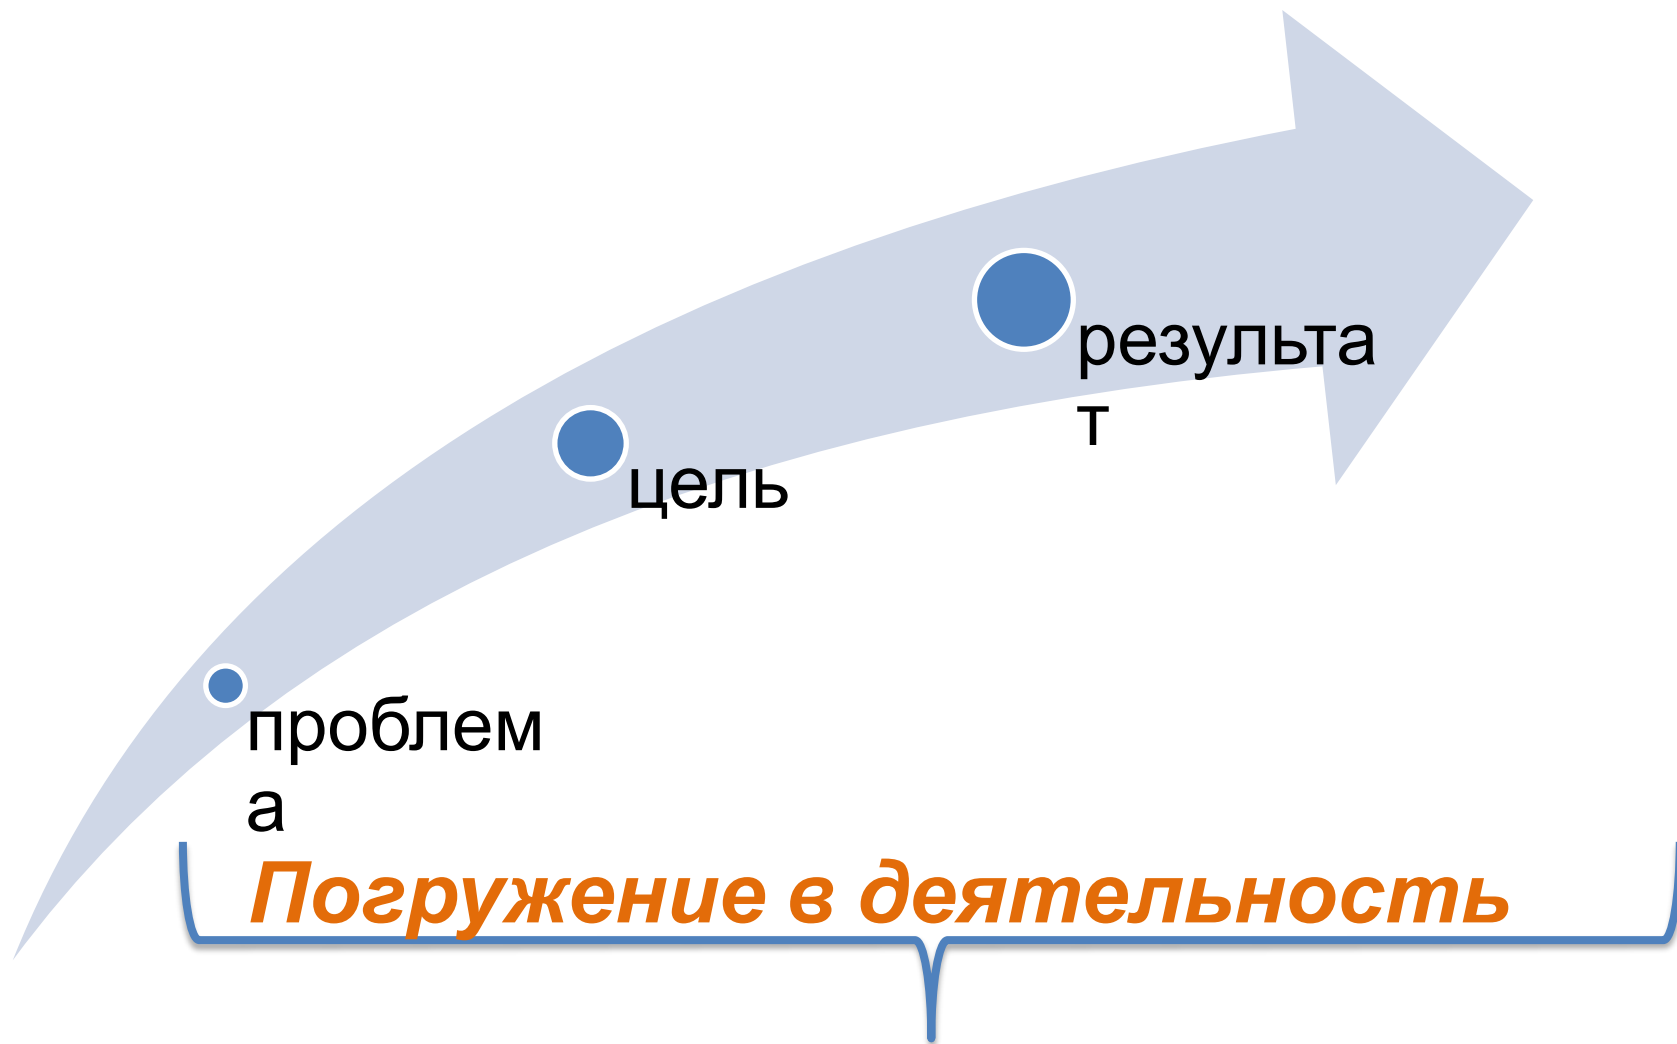 результа
т
цель
проблем
а
Погружение в деятельность